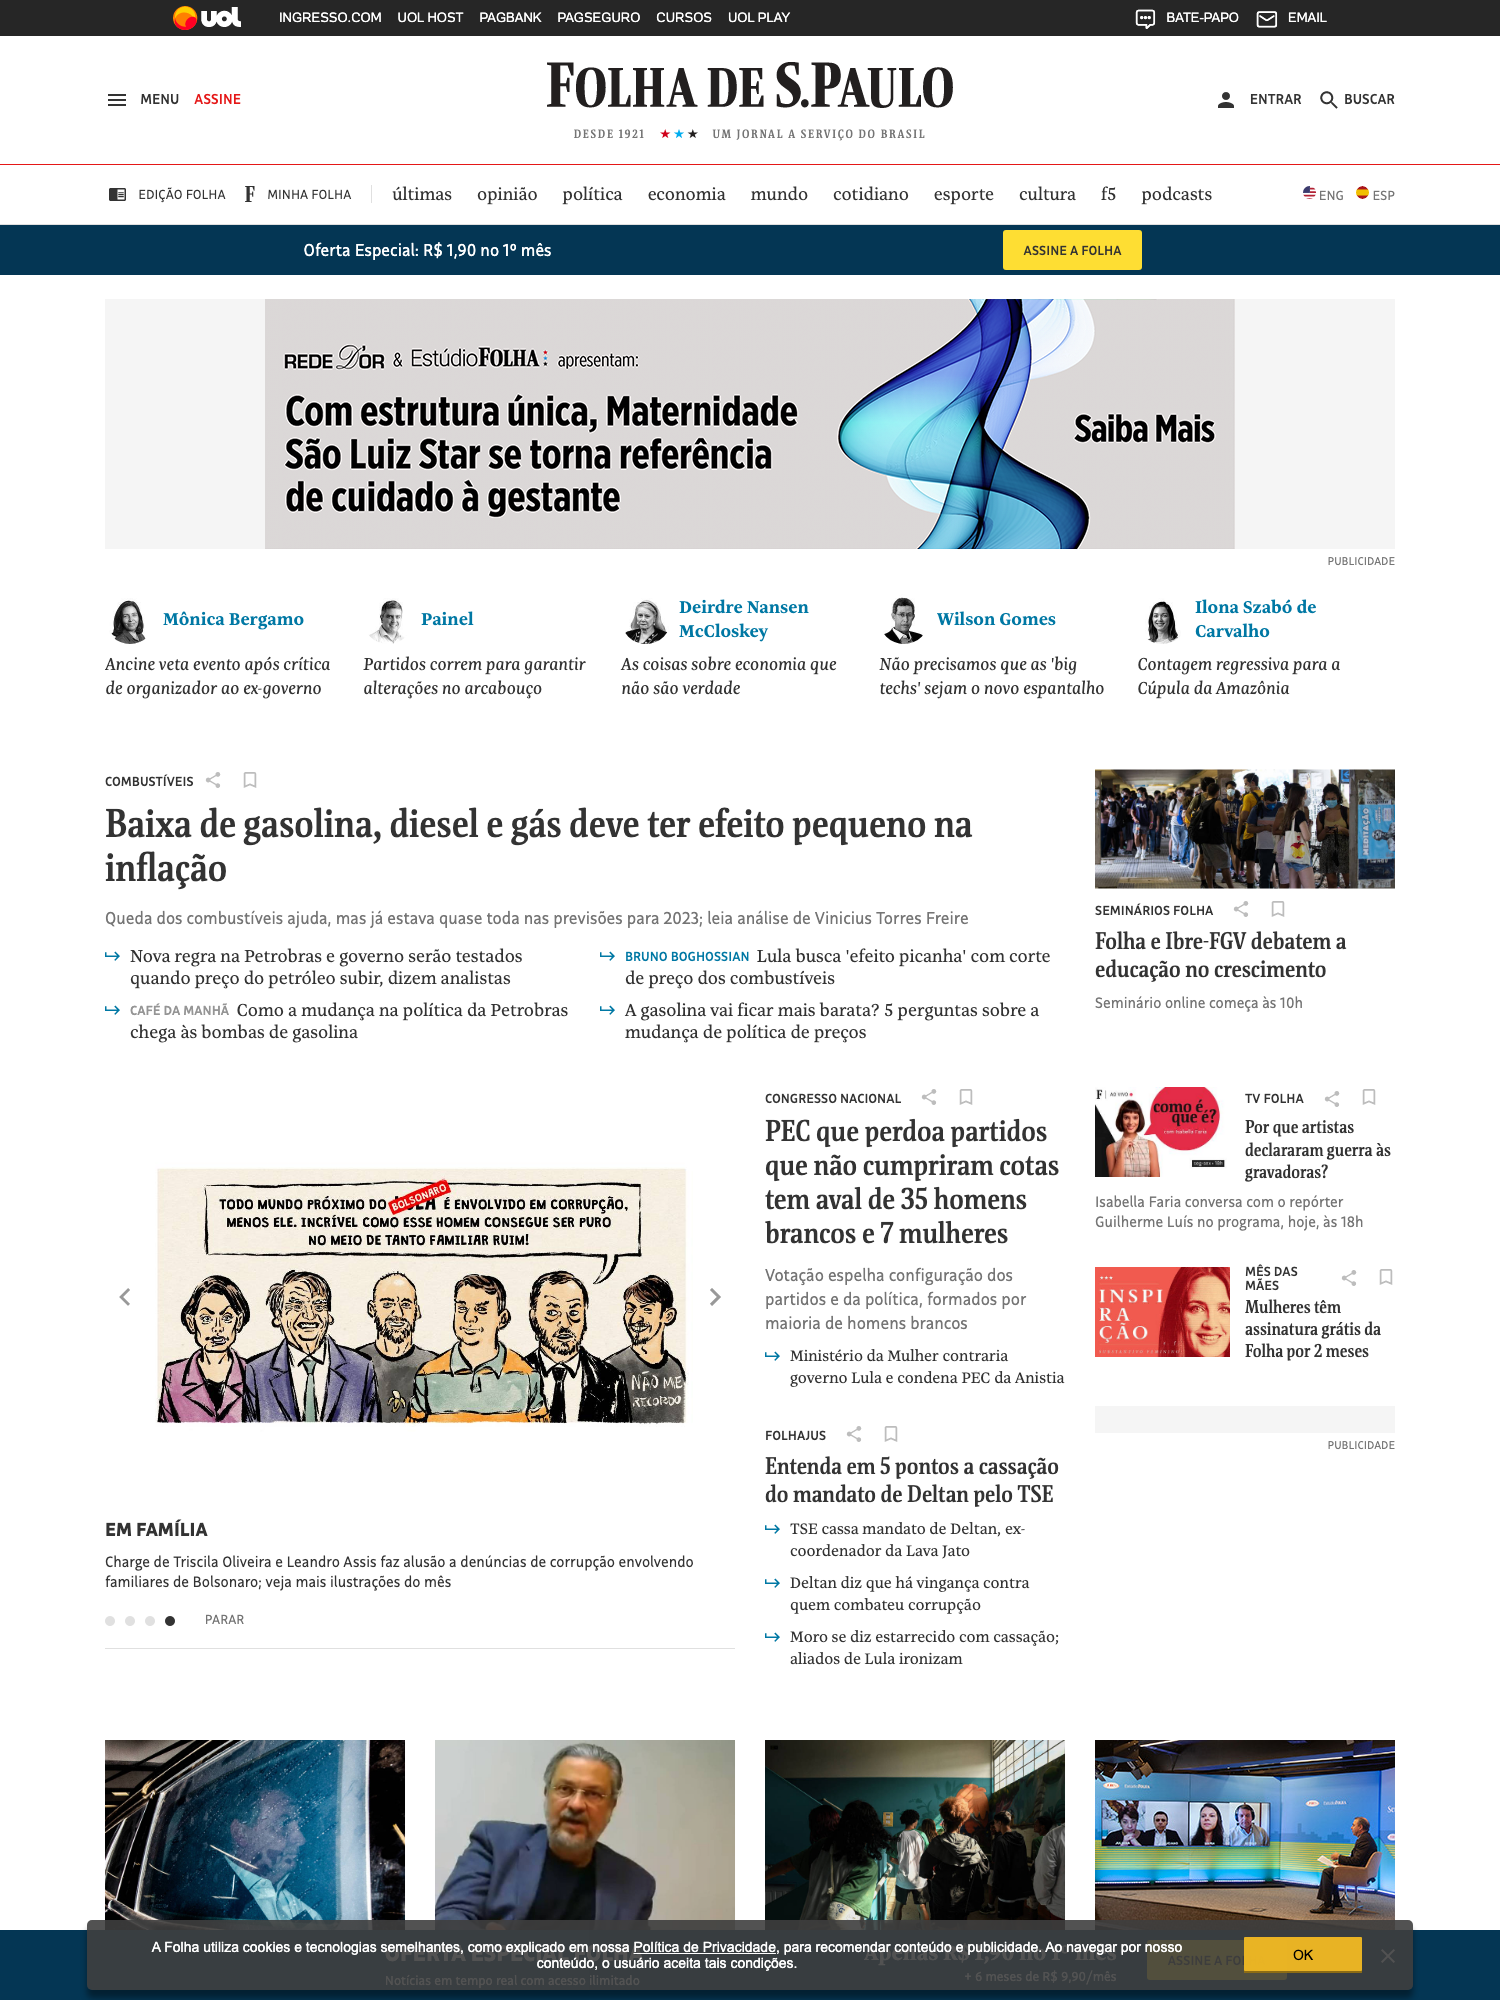 uol
INGRESSO.COM
UOL HOST
PAGBANK
PAGSEGURO
CURSOS
UOL PLAY
BATE-PAPO
EMAIL
MENU
ASSINE
FOLHA DE S.PAULO
DESDE 1921 ★★★ UM JORNAL A SERVIÇO DO BRASIL
ENTRAR
BUSCAR
EDIÇÃO FOLHA
F MINHA FOLHA
últimas
opinião
política
economia
mundo
cotidiano
esporte
cultura
f5
podcasts
ENG
ESP
Oferta Especial: R$ 1,90 no 1º mês
ASSINE A FOLHA
REDE D'OR & EstúdioFOLHA: apresentam:
Com estrutura única, Maternidade
São Luiz Star se torna referência
de cuidado à gestante
Saiba Mais
PUBLICIDADE
Mônica Bergamo
Ancine veta evento após crítica
de organizador ao ex-governo
Painel
Partidos correm para garantir
alterações no arcabouço
Deirdre Nansen
McCloskey
As coisas sobre economia que
não são verdade
Wilson Gomes
Não precisamos que as 'big
techs' sejam o novo espantalho
Ilona Szabó de
Carvalho
Contagem regressiva para a
Cúpula da Amazônia
COMBUSTÍVEIS
Baixa de gasolina, diesel e gás deve ter efeito pequeno na
inflação
Queda dos combustíveis ajuda, mas já estava quase toda nas previsões para 2023; leia análise de Vinicius Torres Freire
Nova regra na Petrobras e governo serão testados
quando preço do petróleo subir, dizem analistas
CAFÉ DA MANHÃ Como a mudança na política da Petrobras
chega às bombas de gasolina
BRUNO BOGHOSSIAN Lula busca 'efeito picanha' com corte
de preço dos combustíveis
A gasolina vai ficar mais barata? 5 perguntas sobre a
mudança de política de preços
MEDITAÇÃO
SEMINÁRIOS FOLHA
Folha e Ibre-FGV debatem a
educação no crescimento
Seminário online começa às 10h
TODO MUNDO PRÓXIMO DO BOLSONARO É ENVOLVIDO EM CORRUPÇÃO,
MENOS ELE. INCRÍVEL COMO ESSE HOMEM CONSEGUE SER PURO
NO MEIO DE TANTO FAMILIAR RUIM!
NÃO ME
RECORDO
EM FAMÍLIA
Charge de Triscila Oliveira e Leandro Assis faz alusão a denúncias de corrupção envolvendo
familiares de Bolsonaro; veja mais ilustrações do mês
PARAR
CONGRESSO NACIONAL
PEC que perdoa partidos
que não cumpriram cotas
tem aval de 35 homens
brancos e 7 mulheres
Votação espelha configuração dos
partidos e da política, formados por
maioria de homens brancos
Ministério da Mulher contraria
governo Lula e condena PEC da Anistia
FOLHAJUS
Entenda em 5 pontos a cassação
do mandato de Deltan pelo TSE
TSE cassa mandato de Deltan, ex-
coordenador da Lava Jato
Deltan diz que há vingança contra
quem combateu corrupção
Moro se diz estarrecido com cassação;
aliados de Lula ironizam
F AO VIVO
como é
que é?
com Isabella Faria
seg-sex • 18h
TV FOLHA
Por que artistas
declararam guerra às
gravadoras?
Isabella Faria conversa com o repórter
Guilherme Luís no programa, hoje, às 18h
INSPI
RA
ÇÃO
MÊS DAS
MÃES
Mulheres têm
assinatura grátis da
Folha por 2 meses
PUBLICIDADE
A Folha utiliza cookies e tecnologias semelhantes, como explicado em nossa Política de Privacidade, para recomendar conteúdo e publicidade. Ao navegar por nosso
conteúdo, o usuário aceita tais condições.
OK
Apenas R$ 1,90 no 1º mês
Notícias em tempo real com acesso ilimitado
+ 6 meses de R$ 9,90/mês
ASSINE A FO